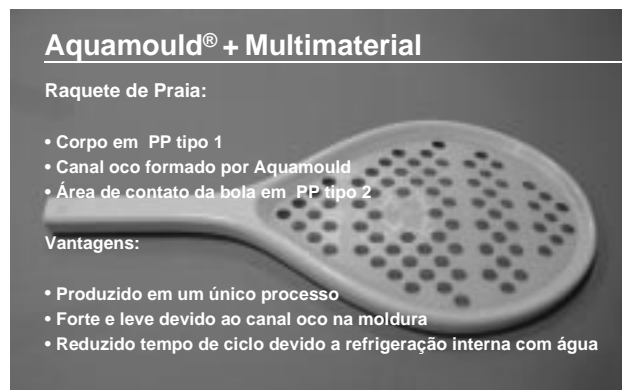 Aquamould® + Multimaterial
Raquete de Praia:
• Corpo em PP tipo 1
• Canal oco formado por Aquamould
• Área de contato da bola em PP tipo 2
Vantagens:
• Produzido em um único processo
• Forte e leve devido ao canal oco na moldura
• Reduzido tempo de ciclo devido a refrigeração interna com água